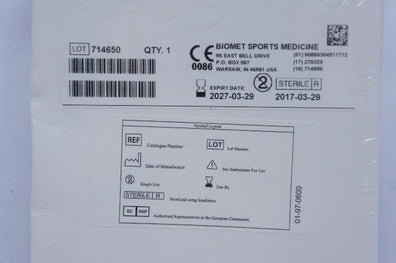 LOT 714650 QTY. 1
CE 0086
BIOMET SPORTS MEDICINE
56 EAST BELL DRIVE
P.O. BOX 587
WARSAW, IN 46581 USA
(17) 270329
(10) 714650
EXPIRY DATE:
2027-03-29
2 STERILE R
2017-03-29
Symbol Legend
REF Catalogue Number
LOT Lot Number
Date of Manufacture
See Instructions For Use
2 Single Use
Use By
STERILE R Sterilized using Irradiation
EC REP Authorized Representative in the European Community
01-97-0600